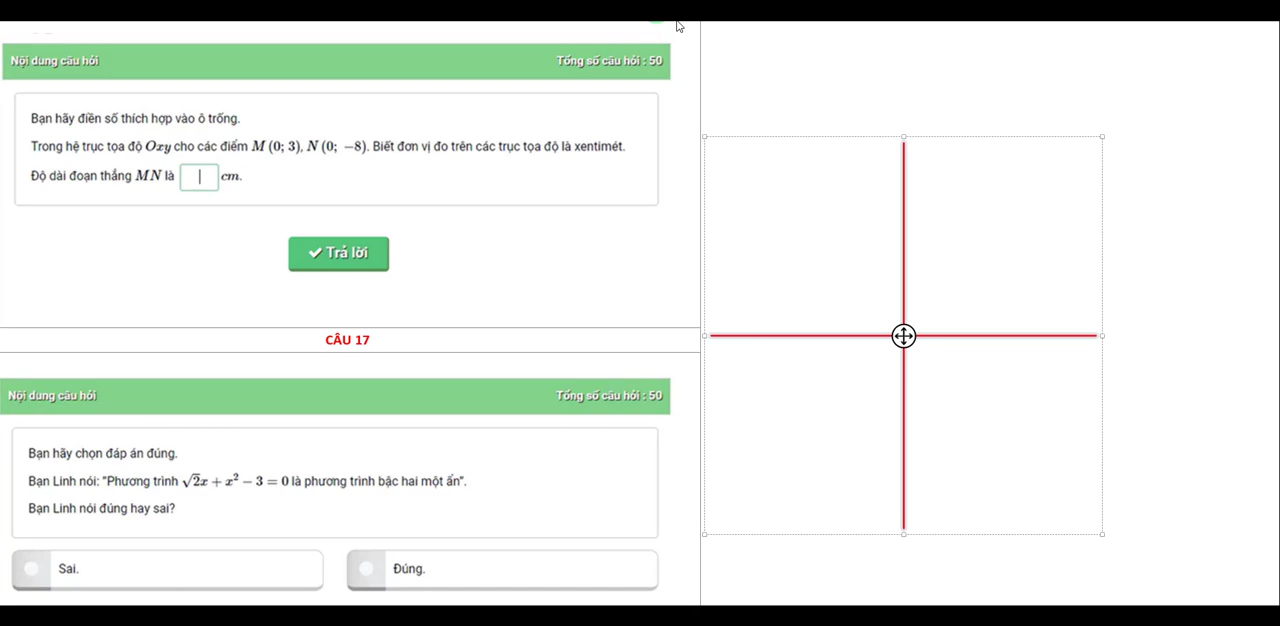 Nội dung câu hỏi
Tổng số câu hỏi : 50
Bạn hãy điền số thích hợp vào ô trống.
Trong hệ trục tọa độ Oxy cho các điểm M (0; 3), N (0; −8). Biết đơn vị đo trên các trục tọa độ là xentimét.
Độ dài đoạn thẳng MN là cm.
Trả lời
CÂU 17
Nội dung câu hỏi
Tổng số câu hỏi : 50
Bạn hãy chọn đáp án đúng.
Bạn Linh nói: "Phương trình √2x + x² − 3 = 0 là phương trình bậc hai một ẩn".
Bạn Linh nói đúng hay sai?
Sai.
Đúng.